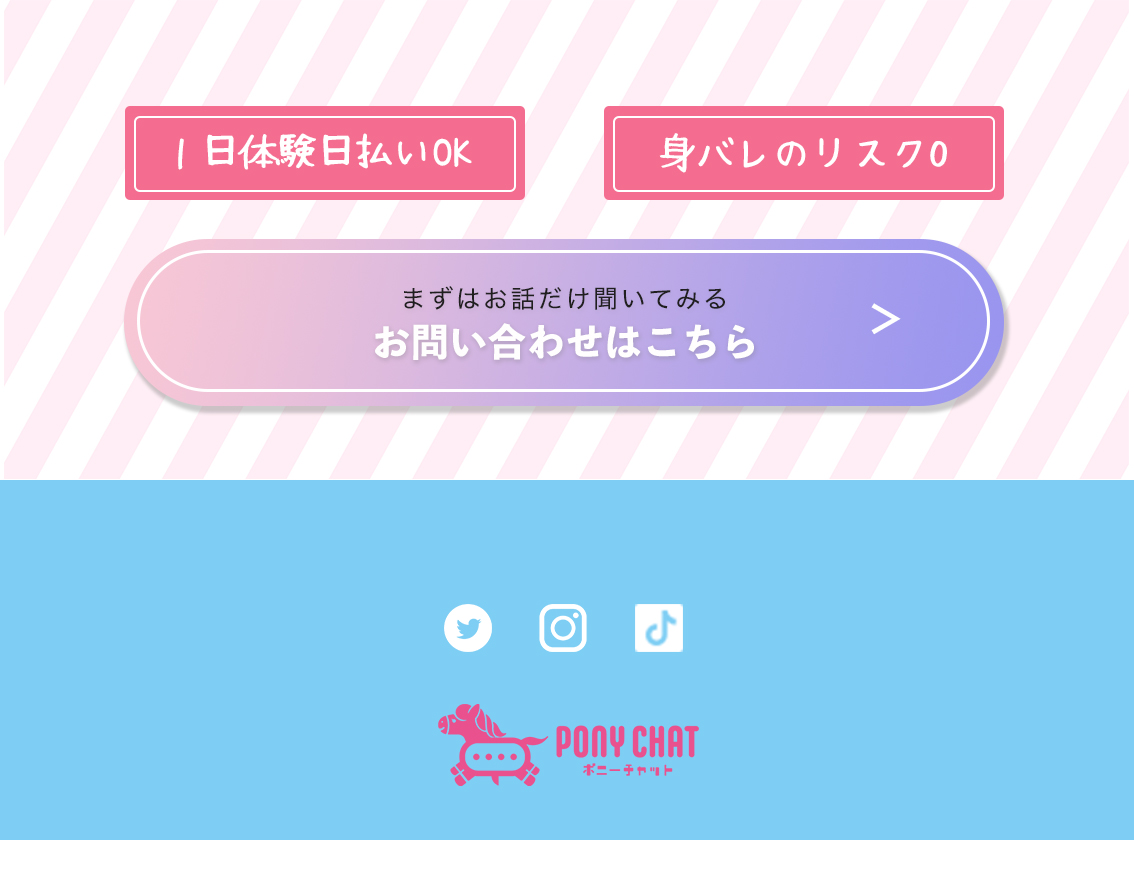 1日体験日払いOK
身バレのリスク0
まずはお話だけ聞いてみる
お問い合わせはこちら
>
PONY CHAT
ポニーチャット